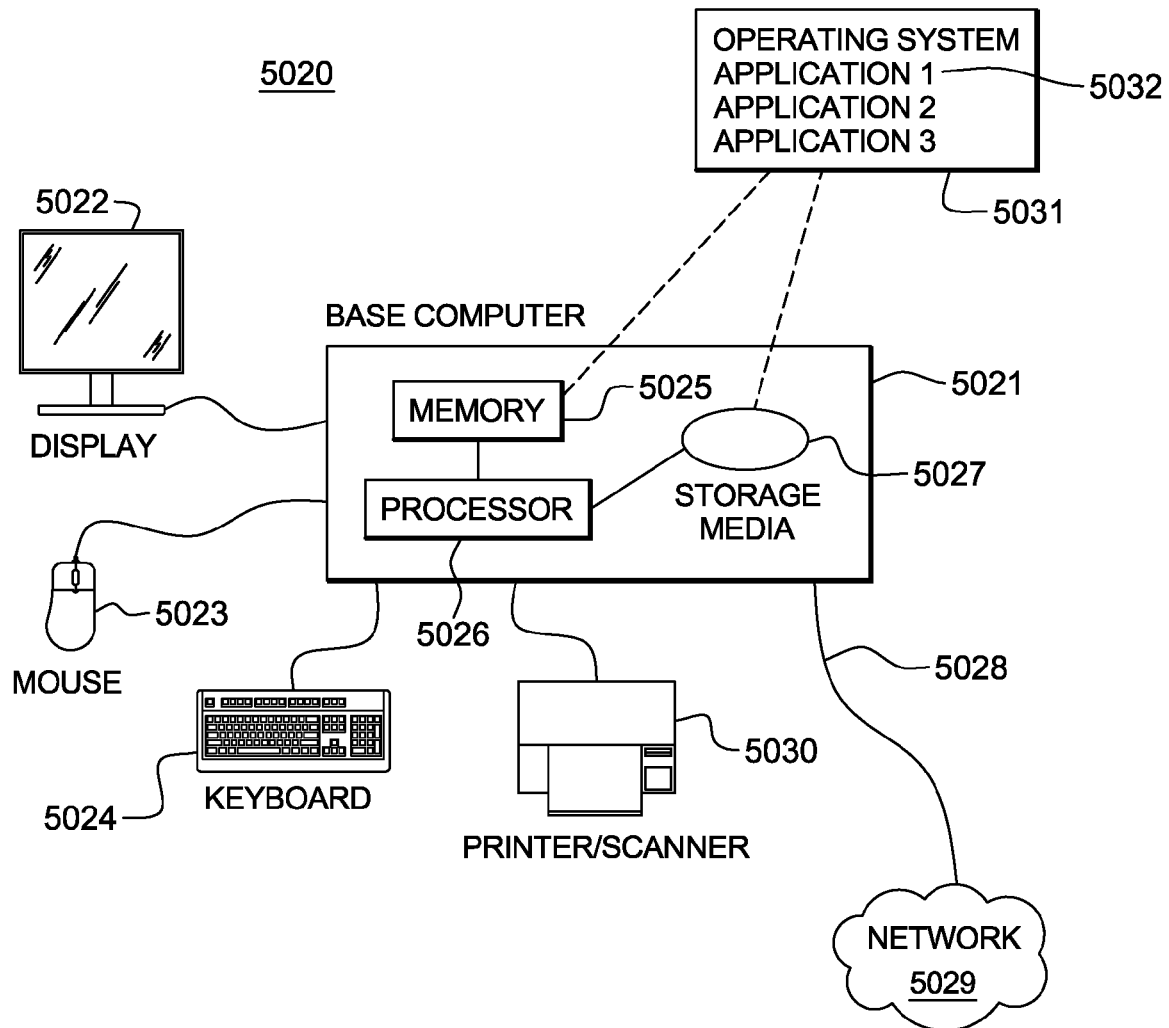 5020
OPERATING SYSTEM
APPLICATION 1
APPLICATION 2
APPLICATION 3
5032
5031
5022
DISPLAY
BASE COMPUTER
MEMORY
5025
PROCESSOR
5026
STORAGE
MEDIA
5027
5021
MOUSE
5023
5024
KEYBOARD
PRINTER/SCANNER
5030
5028
NETWORK
5029